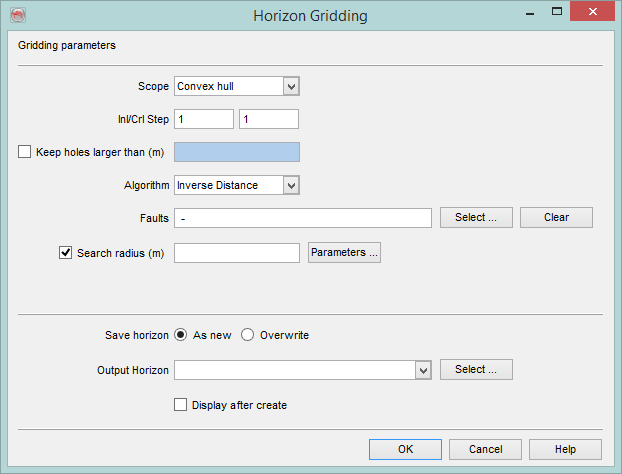 Horizon Gridding
Gridding parameters
Scope Convex hull
Inl/Crl Step 1 1
Keep holes larger than (m)
Algorithm Inverse Distance
Faults - Select ... Clear
Search radius (m) Parameters ...
Save horizon As new Overwrite
Output Horizon Select ...
Display after create
OK Cancel Help